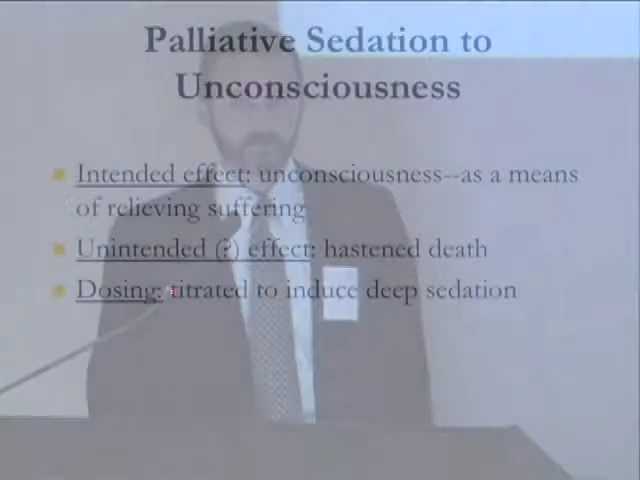 Palliative Sedation to
Unconsciousness
Intended effect: unconsciousness--as a means
of relieving suffering
Unintended (?) effect: hastened death
Dosing: titrated to induce deep sedation